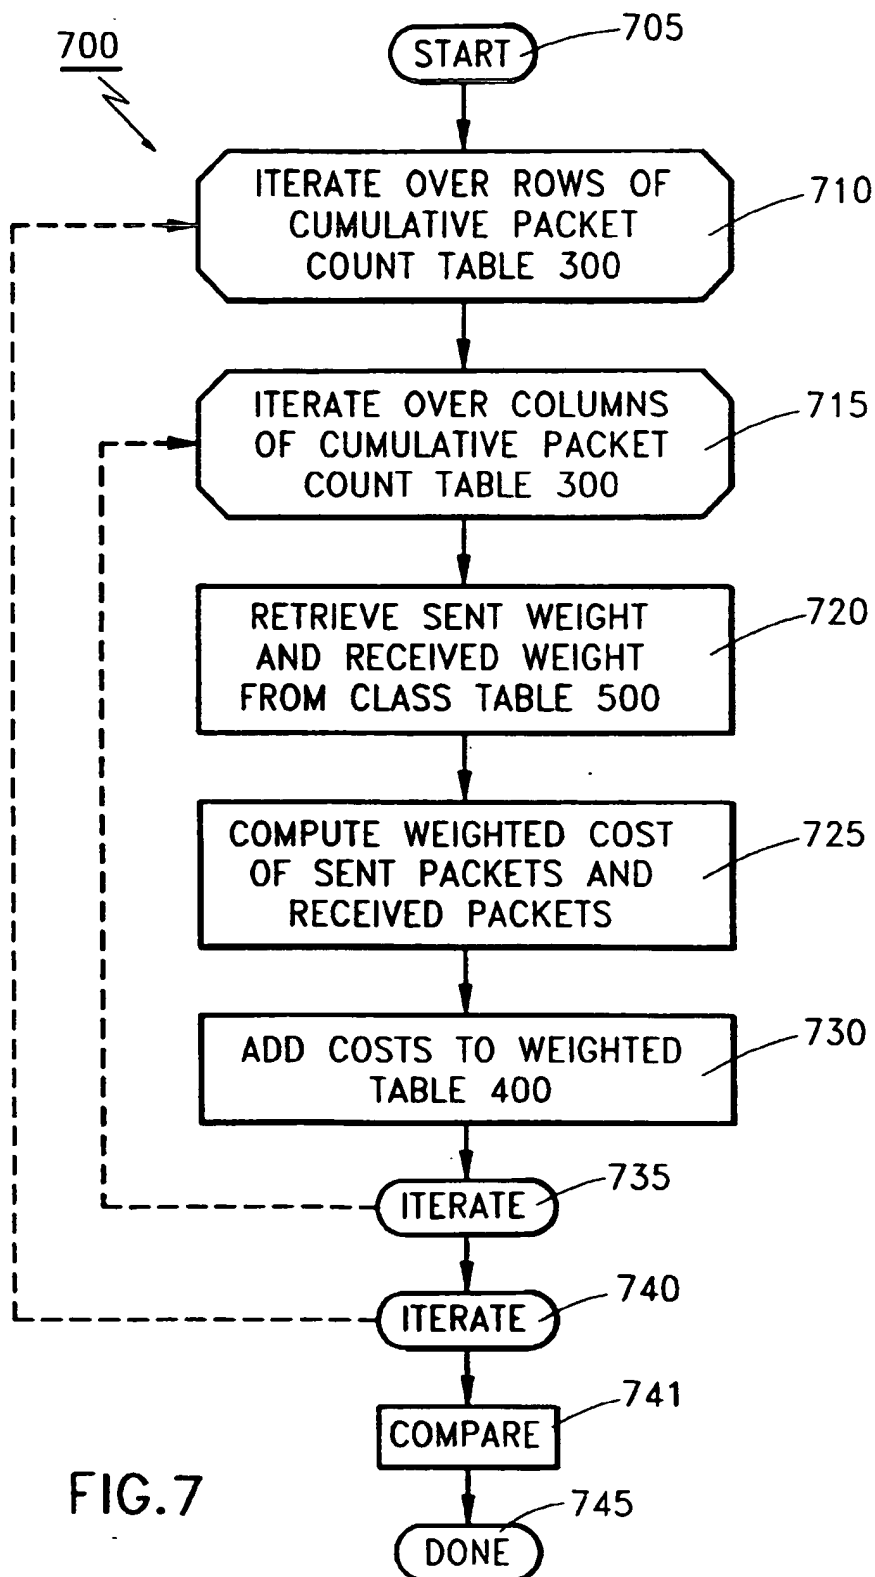 700
START
705
ITERATE OVER ROWS OF
CUMULATIVE PACKET
COUNT TABLE 300
710
ITERATE OVER COLUMNS
OF CUMULATIVE PACKET
COUNT TABLE 300
715
RETRIEVE SENT WEIGHT
AND RECEIVED WEIGHT
FROM CLASS TABLE 500
720
COMPUTE WEIGHTED COST
OF SENT PACKETS AND
RECEIVED PACKETS
725
ADD COSTS TO WEIGHTED
TABLE 400
730
ITERATE
735
ITERATE
740
COMPARE
741
DONE
745
FIG.7